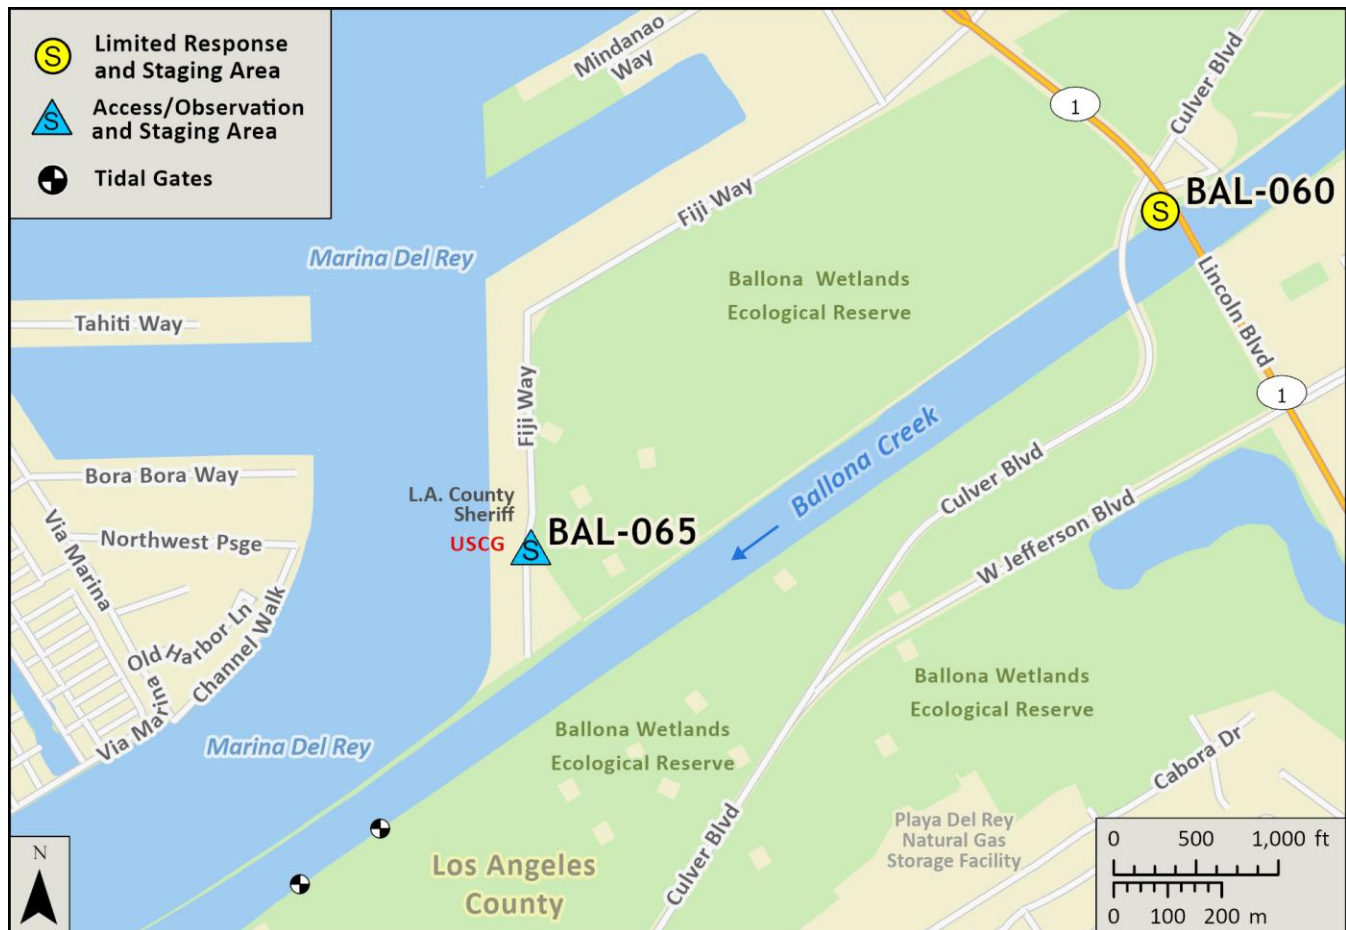 S
Limited Response
and Staging Area
S
Access/Observation
and Staging Area
Tidal Gates
Mindanao
Way
1
Culver Blvd
S
BAL-060
Fiji Way
Marina Del Rey
Ballona Wetlands
Ecological Reserve
Lincoln Blvd
Tahiti Way
Fiji Way
1
Ballona Creek
Bora Bora Way
Culver Blvd
L.A. County
Sheriff
USCG
S
BAL-065
W Jefferson Blvd
Via Marina
Northwest Psge
Old Harbor Ln
Channel Walk
Via Marina
Marina Del Rey
Ballona Wetlands
Ecological Reserve
Ballona Wetlands
Ecological Reserve
Cabora Dr
Culver Blvd
Playa Del Rey
Natural Gas
Storage Facility
Los Angeles
County
N
0 500 1,000 ft
0 100 200 m